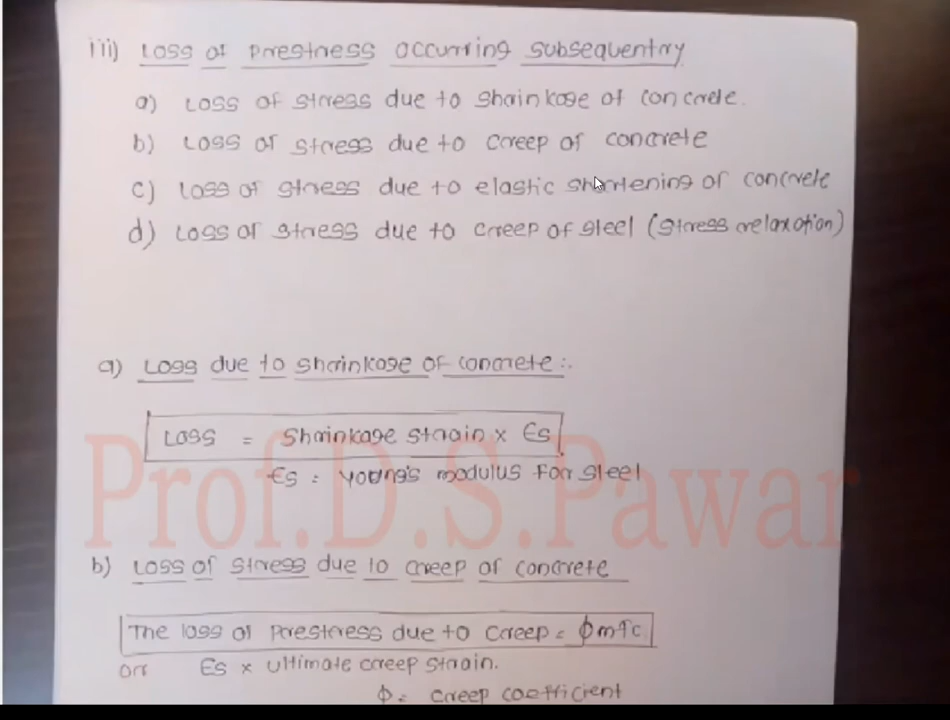 iii) Loss of Prestress occurring subsequently
a) Loss of stress due to shrinkage of concrete.
b) Loss of stress due to creep of concrete
c) Loss of stress due to elastic shortening of concrete
d) Loss of stress due to creep of steel (stress relaxation)
a) Loss due to shrinkage of concrete :-
Loss = Shrinkage strain x Es
Es = young's modulus for steel
Prof.D.S.Pawar
b) Loss of stress due to creep of concrete
The loss of Prestress due to creep = ϕmfc
or Es x ultimate creep strain.
ϕ = creep coefficient